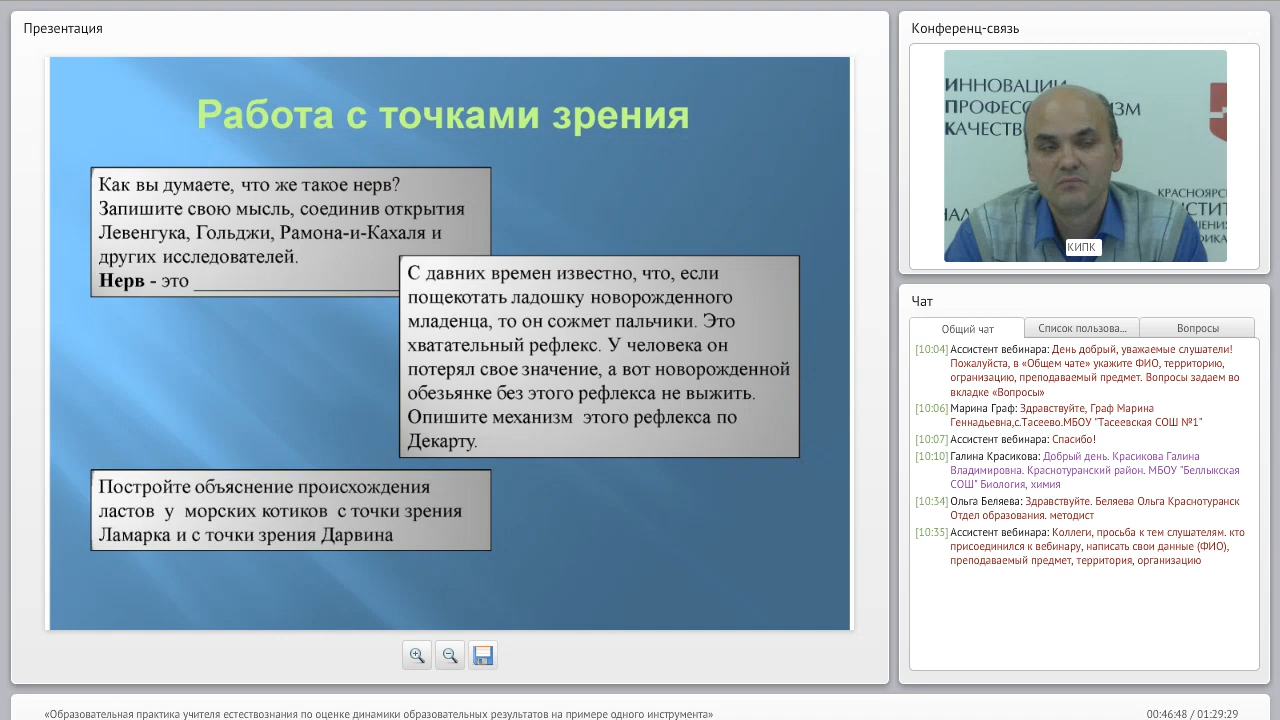 Презентация
Работа с точками зрения
Как вы думаете, что же такое нерв?
Запишите свою мысль, соединив открытия
Левенгука, Гольджи, Рамона-и-Кахаля и
других исследователей.
Нерв - это ____________________
С давних времен известно, что, если
пощекотать ладошку новорожденного
младенца, то он сожмет пальчики. Это
хватательный рефлекс. У человека он
потерял свое значение, а вот новорожденной
обезьянке без этого рефлекса не выжить.
Опишите механизм этого рефлекса по
Декарту.
Постройте объяснение происхождения
ластов у морских котиков с точки зрения
Ламарка и с точки зрения Дарвина
Конференц-связь
ИННОВАЦИИ
КАЧЕСТВ
КРАСНОЯРС
КИПК
Чат
Общий чат
Список пользова...
Вопросы
[10:04] Ассистент вебинара: День добрый, уважаемые слушатели!
Пожалуйста, в «Общем чате» укажите ФИО, территорию,
огранизацию, преподаваемый предмет. Вопросы задаем во
вкладке «Вопросы»
[10:06] Марина Граф: Здравствуйте, Граф Марина
Геннадьевна,с.Тасеево.МБОУ "Тасеевская СОШ №1"
[10:07] Ассистент вебинара: Спасибо!
[10:10] Галина Красикова: Добрый день. Красикова Галина
Владимировна. Краснотуранский район. МБОУ "Беллыкская
СОШ" Биология, химия
[10:34] Ольга Беляева: Здравствуйте. Беляева Ольга Краснотуранск
Отдел образования. методист
[10:35] Ассистент вебинара: Коллеги, просьба к тем слушателям. кто
присоединился к вебинару, написать свои данные (ФИО),
преподаваемый предмет, территория, организацию
«Образовательная практика учителя естествознания по оценке динамики образовательных результатов на примере одного инструмента»
00:46:48 / 01:29:29